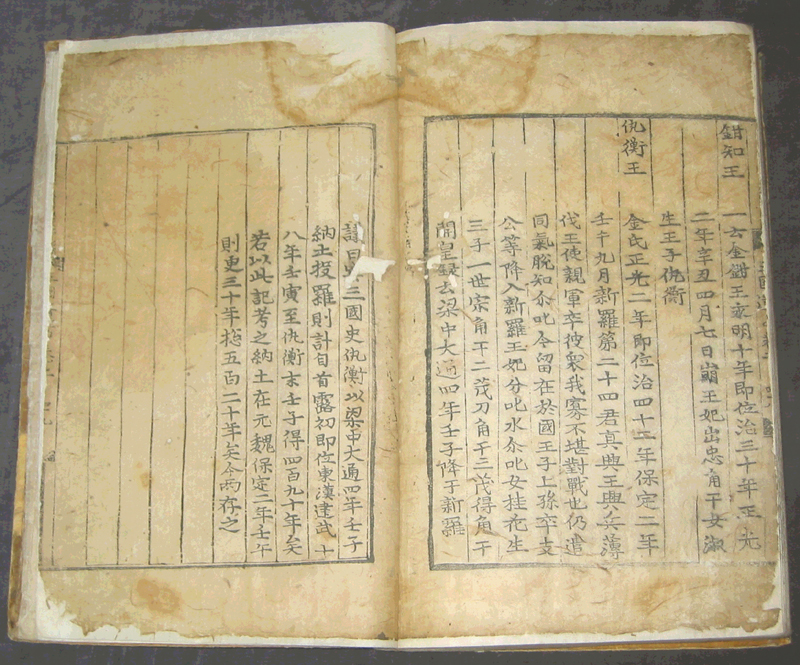 鉗知王 一云金鉗王永明十年即位治三十年正光
二年辛丑四月七日崩王妃出忠角干女淑
生王子仇衡
仇衡王 金氏正光二年即位治四十二年保定二年
壬午九月新羅第二十四君真興王興兵薄
伐王使親軍卒彼衆我寡不堪對戰也仍遣
同氣脫知尒叱今留在於國王子上孫卒支
公等降入新羅王妃分叱水尒叱女桂花生
三子一世宗角干二茂刀角干三茂得角干
開皇録云梁中大通四年壬子降于新羅
議曰 三國史仇衡以梁中大通四年壬子
納土投羅則計自首露初即位東漢建武十
八年壬寅至仇衡末壬子得四百九十年矣
若以此記考之納土在元魏保定二年壬午
則更三十年摠五百二十年矣今兩存之